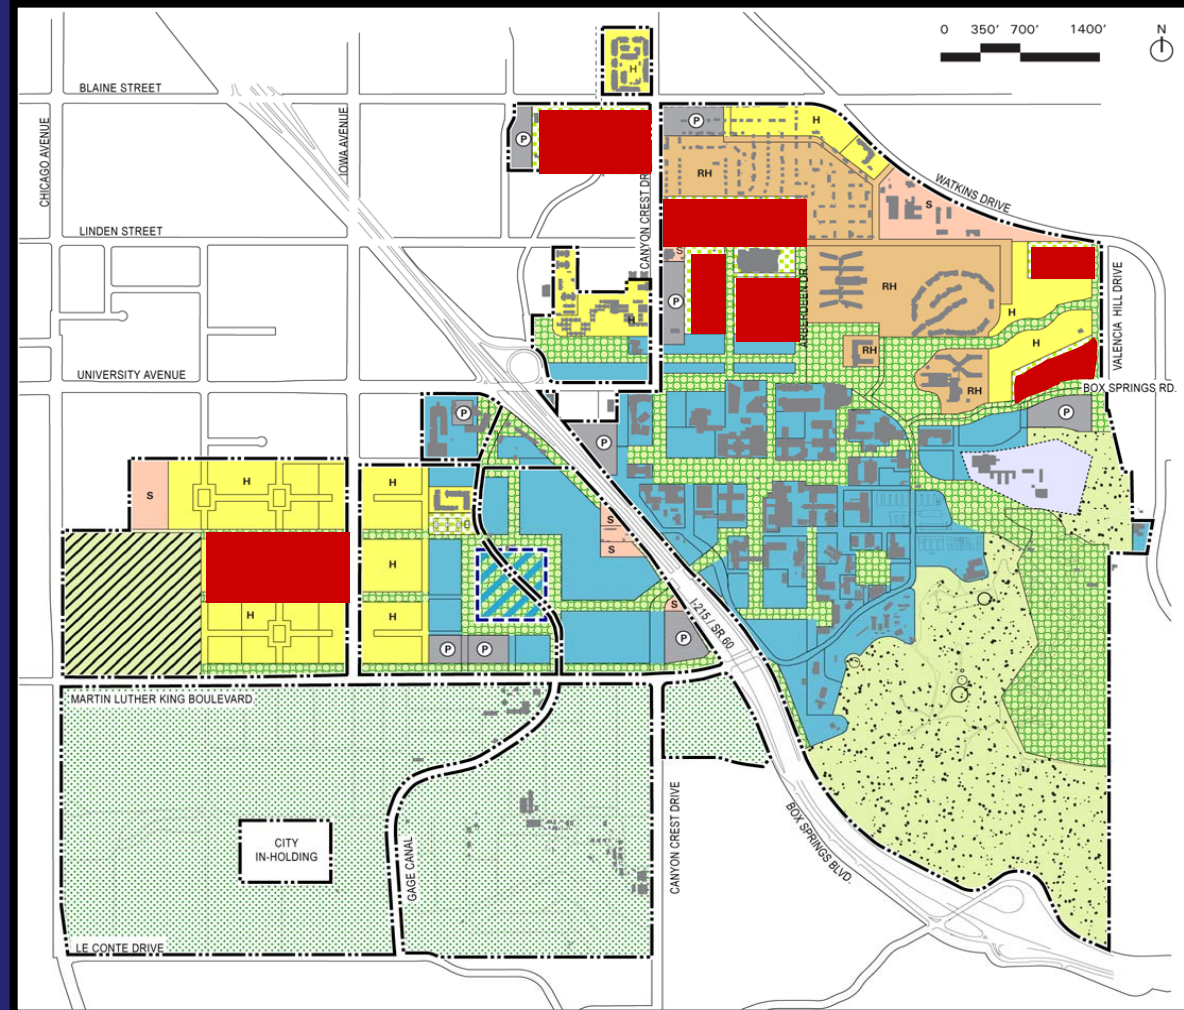 0 350’ 700’ 1400’
N
BLAINE STREET
H
CHICAGO AVENUE
IOWA AVENUE
P
P
H
RH
CANYON CREST DR
WATKINS DRIVE
S
LINDEN STREET
S
P
H
ARBERDEEN DR.
RH
H
VALENCIA HILL DRIVE
H
RH
UNIVERSITY AVENUE
RH
BOX SPRINGS RD.
P
P
P
S
H
H
S
S
H
H
H
S
I-215 / SR 60
P
P
P
MARTIN LUTHER KING BOULEVARD
CITY
IN-HOLDING
GAGE CANAL
CANYON CREST DRIVE
BOX SPRINGS BLVD.
LE CONTE DRIVE